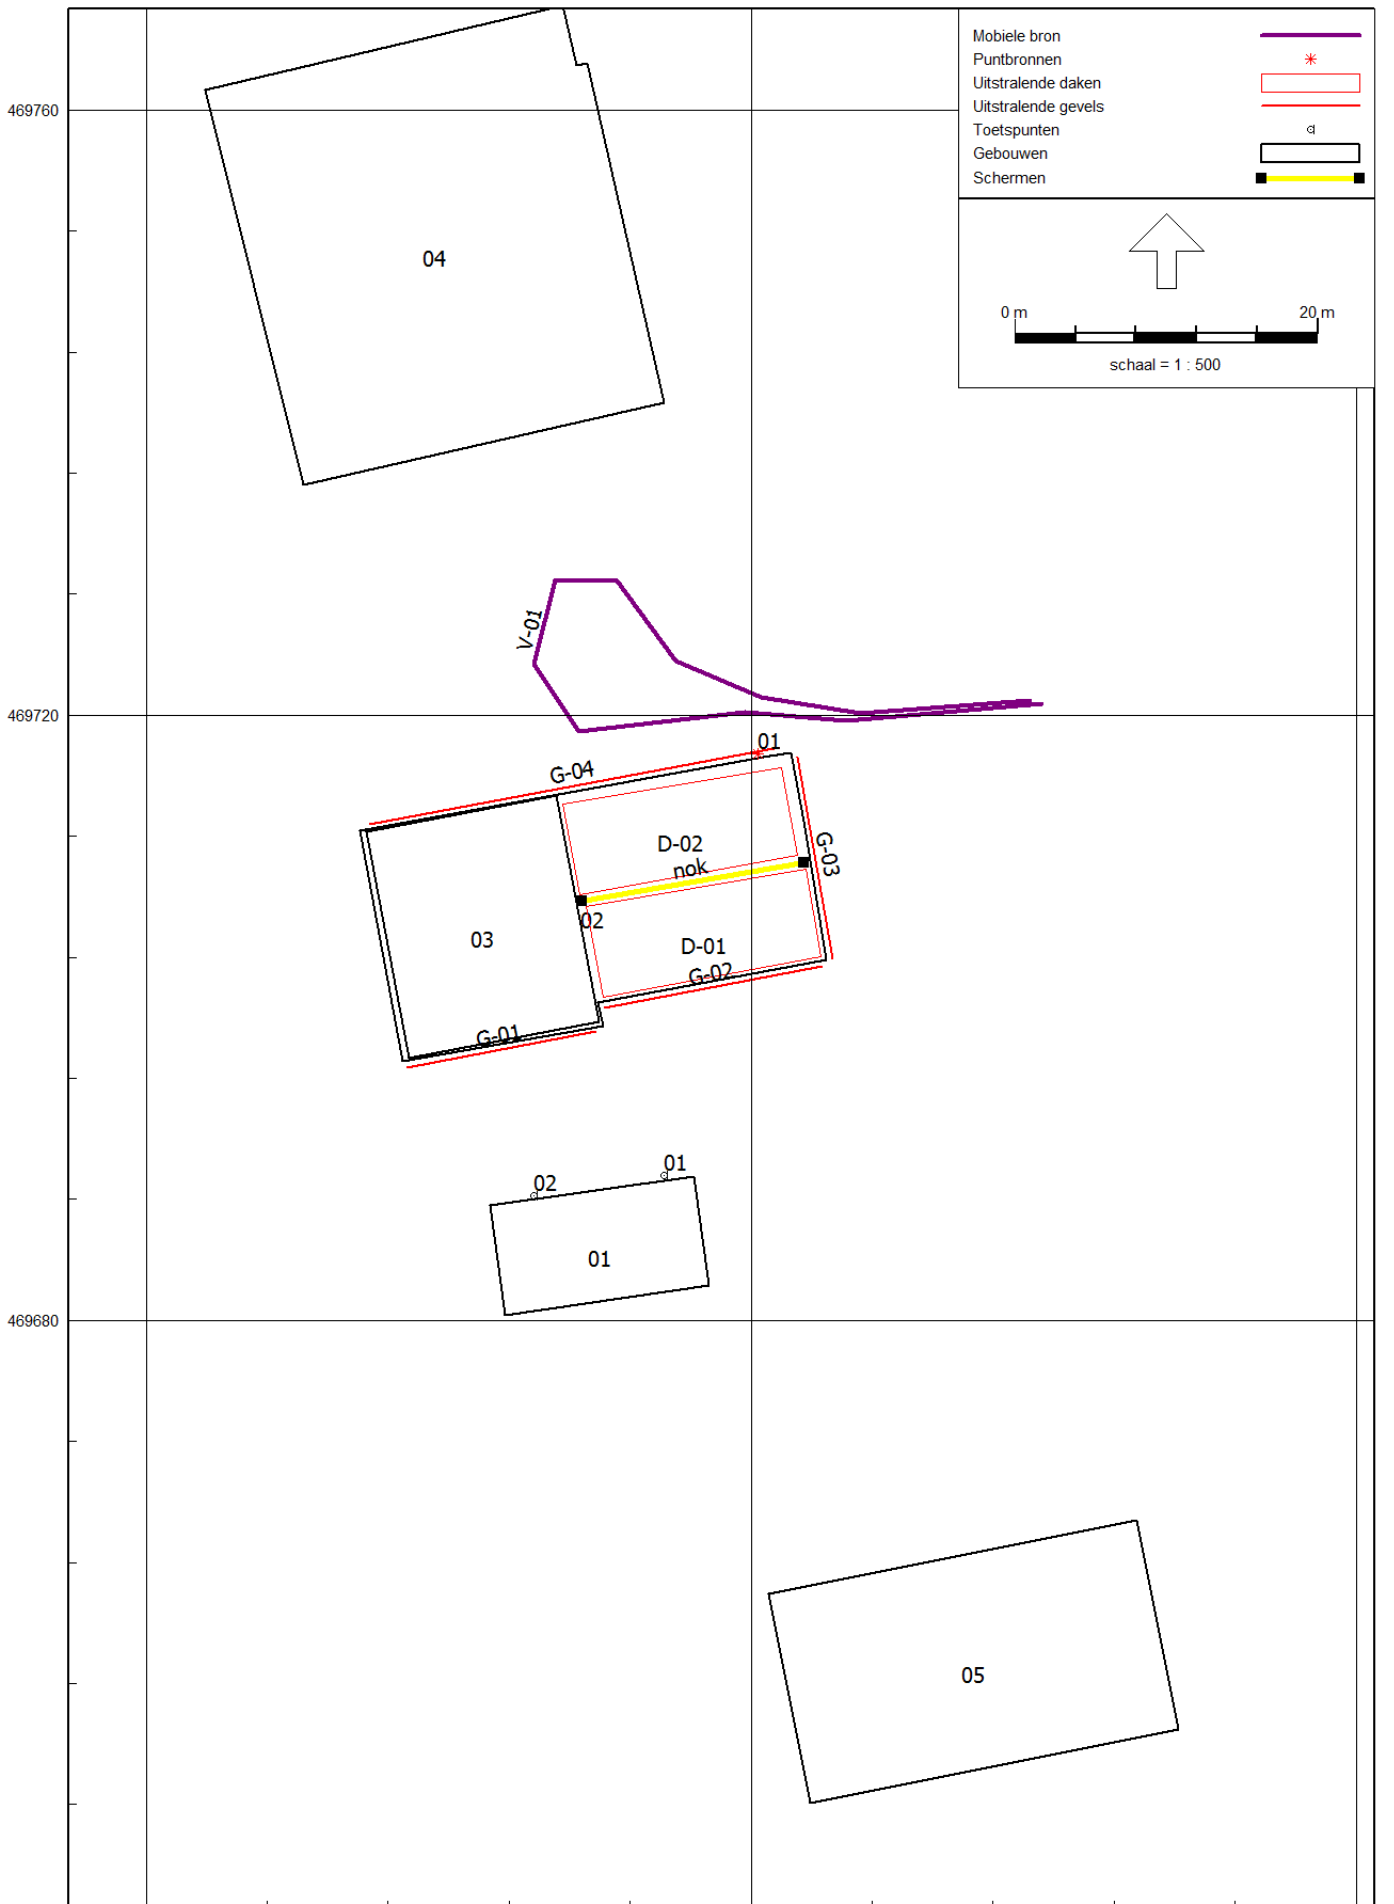 Mobiele bron
Puntbronnen
Uitstralende daken
Uitstralende gevels
Toetspunten
Gebouwen
Schermen
0 m 20 m
schaal = 1 : 500
469760
04
V-01
469720
01
G-04
D-02
G-03
nok
02
03
D-01
G-02
G-01
01
02
01
469680
05